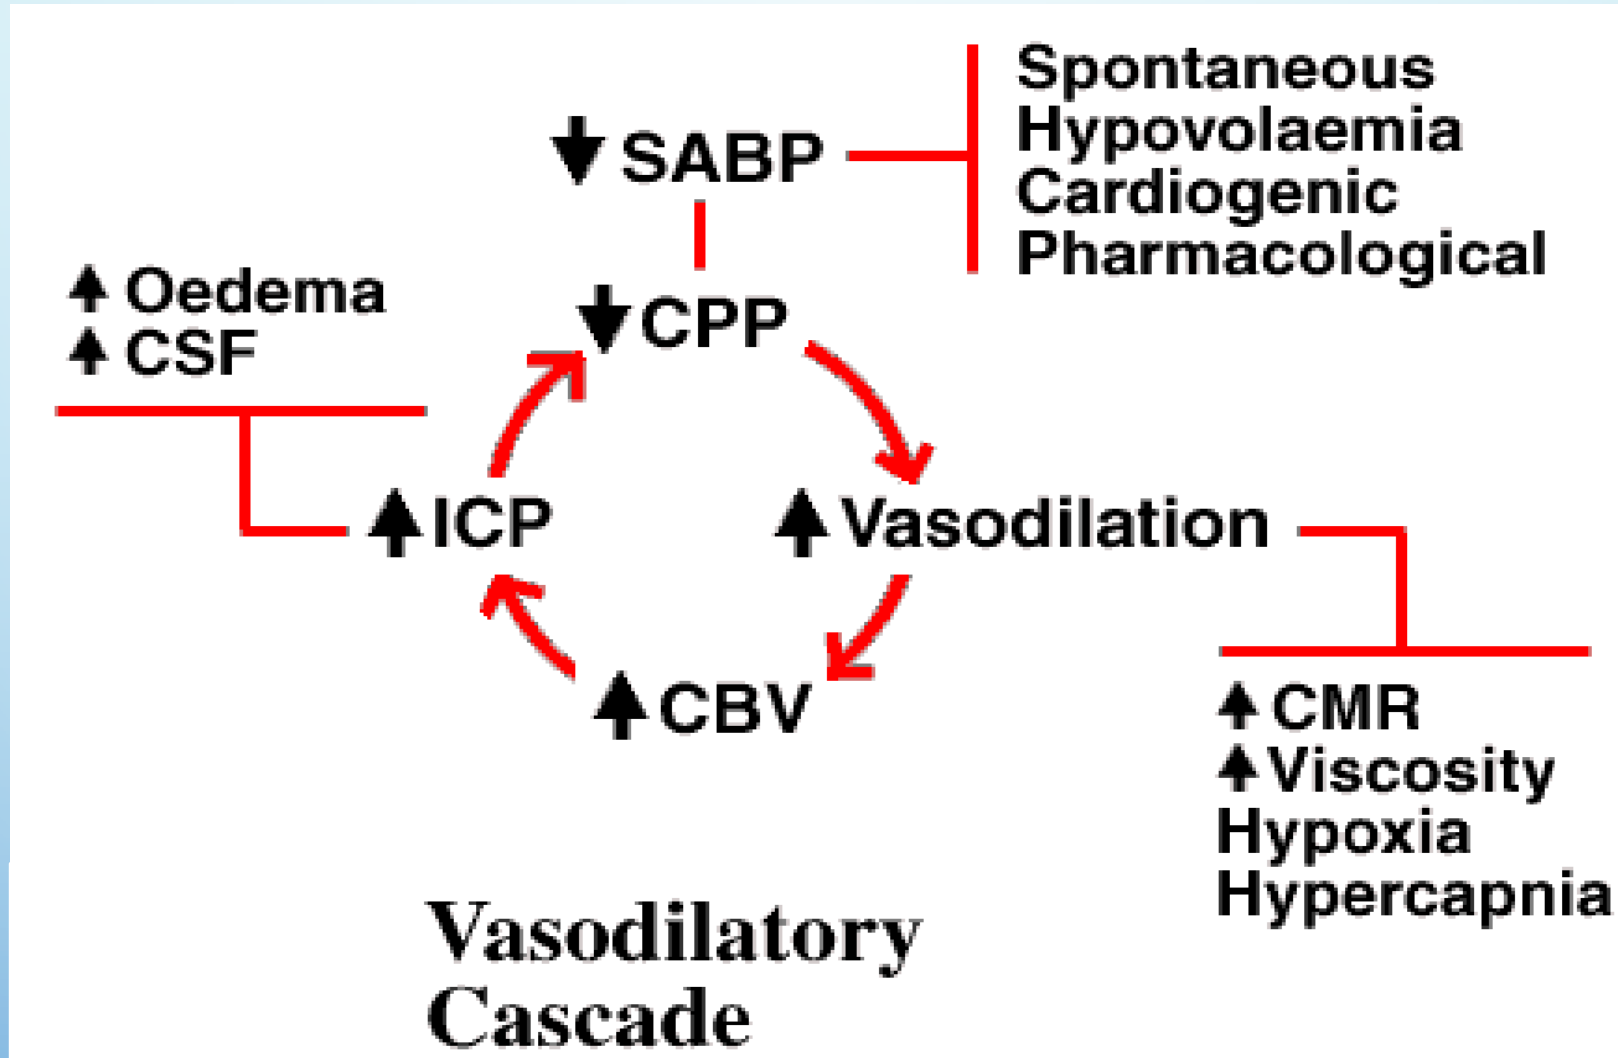 ↓ SABP
Spontaneous
Hypovolaemia
Cardiogenic
Pharmacological
↑ Oedema
↑ CSF
↓ CPP
↑ ICP
↑ Vasodilation
↑ CBV
↑ CMR
↑ Viscosity
Hypoxia
Hypercapnia
Vasodilatory
Cascade